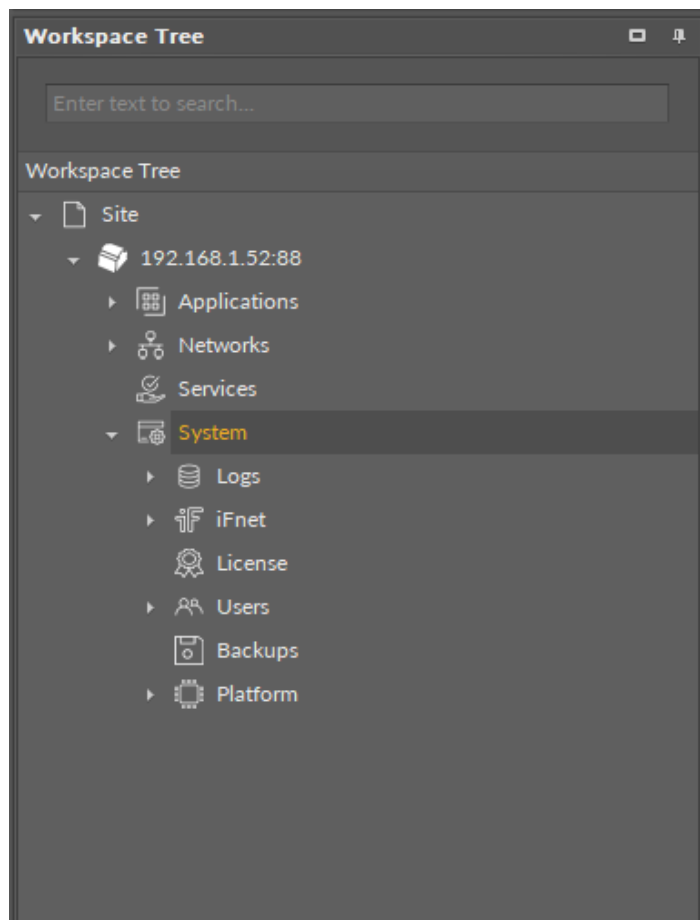 Workspace Tree
Enter text to search...
Workspace Tree
Site
192.168.1.52:88
Applications
Networks
Services
System
Logs
iFnet
License
Users
Backups
Platform